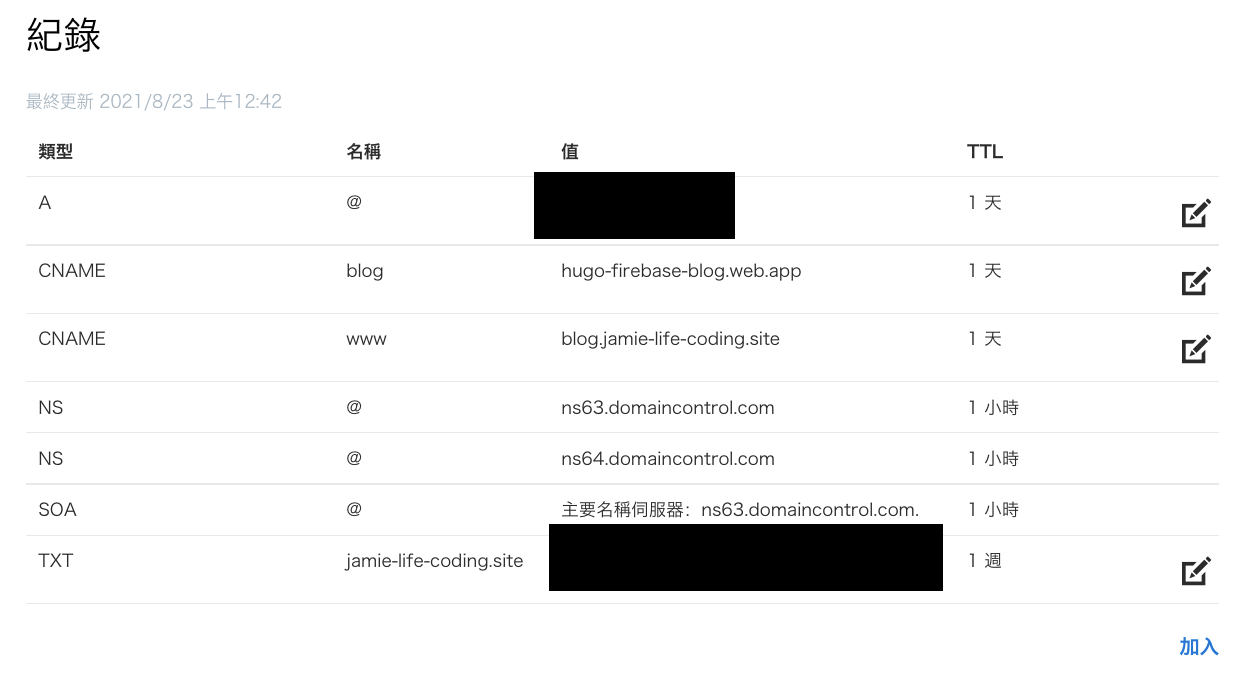 紀錄
最終更新 2021/8/23 上午12:42
類型 名稱 值 TTL
A @ 1 天
CNAME blog hugo-firebase-blog.web.app 1 天
CNAME www blog.jamie-life-coding.site 1 天
NS @ ns63.domaincontrol.com 1 小時
NS @ ns64.domaincontrol.com 1 小時
SOA @ 主要名稱伺服器：ns63.domaincontrol.com. 1 小時
TXT jamie-life-coding.site 1 週
加入